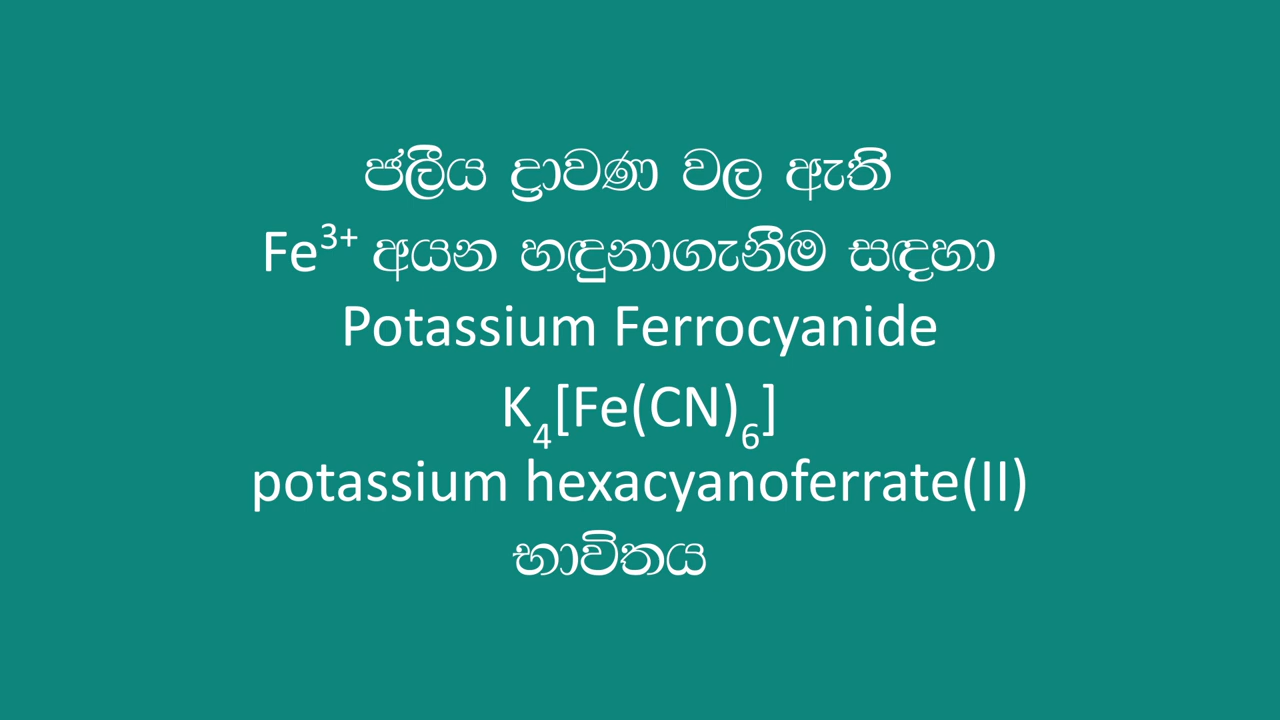 ජලීය ද්‍රාවණ වල ඇති
Fe³⁺ අයන හඳුනාගැනීම සඳහා
Potassium Ferrocyanide
K₄[Fe(CN)₆]
potassium hexacyanoferrate(II)
භාවිතය